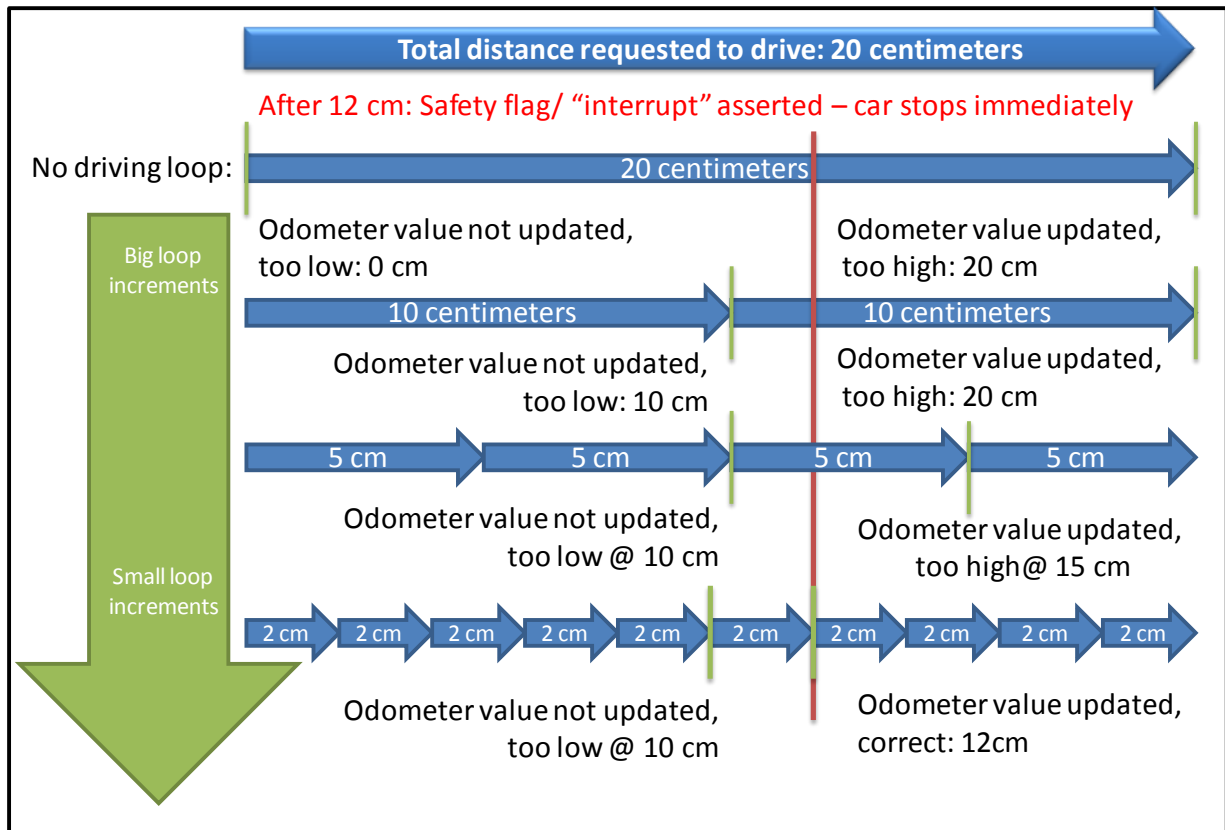 Total distance requested to drive: 20 centimeters
After 12 cm: Safety flag/ “interrupt” asserted – car stops immediately
No driving loop:
20 centimeters
Odometer value not updated,
too low: 0 cm
Odometer value updated,
too high: 20 cm
Big loop
increments
10 centimeters
10 centimeters
Odometer value not updated,
too low: 10 cm
Odometer value updated,
too high: 20 cm
5 cm
5 cm
5 cm
5 cm
Odometer value not updated,
too low @ 10 cm
Odometer value updated,
too high@ 15 cm
Small loop
increments
2 cm
2 cm
2 cm
2 cm
2 cm
2 cm
2 cm
2 cm
2 cm
2 cm
Odometer value not updated,
too low @ 10 cm
Odometer value updated,
correct: 12cm